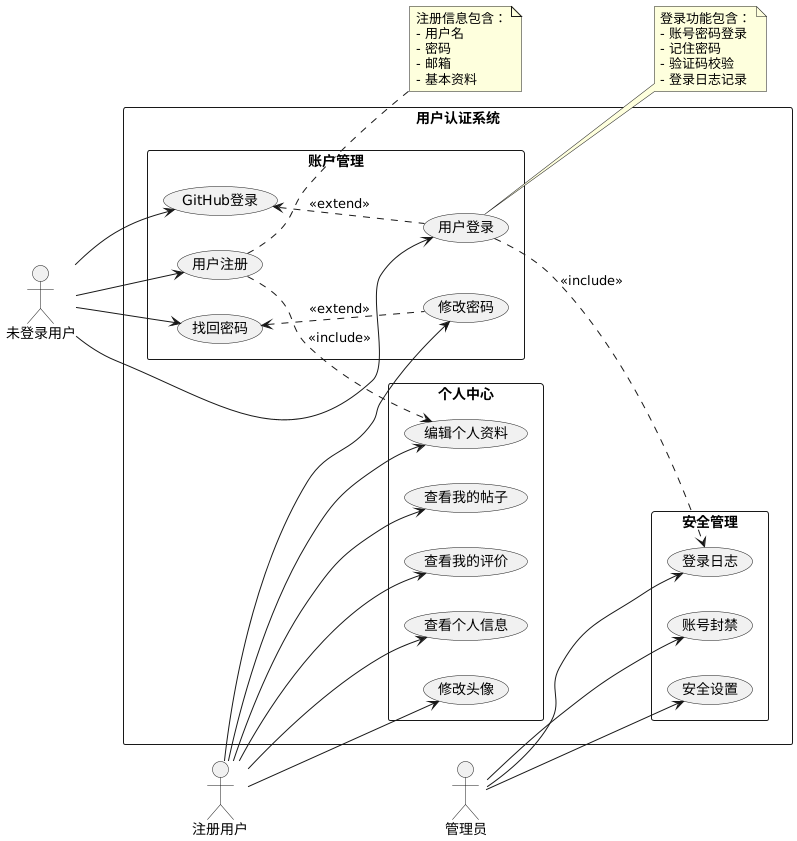 注册信息包含：
- 用户名
- 密码
- 邮箱
- 基本资料
登录功能包含：
- 账号密码登录
- 记住密码
- 验证码校验
- 登录日志记录
用户认证系统
账户管理
GitHub登录
«extend»
用户登录
用户注册
«include»
«extend»
修改密码
找回密码
«include»
未登录用户
个人中心
编辑个人资料
查看我的帖子
查看我的评价
查看个人信息
修改头像
安全管理
登录日志
账号封禁
安全设置
注册用户
管理员